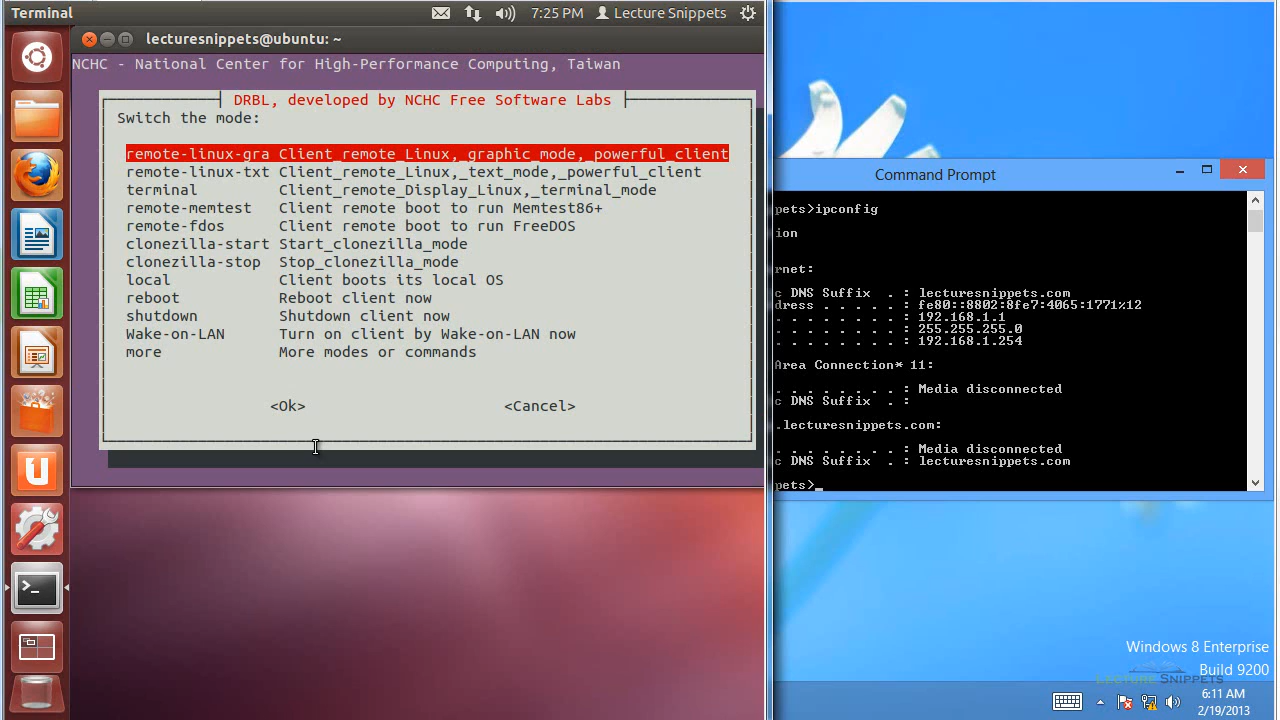 Terminal
7:25 PM
Lecture Snippets
lecturesnippets@ubuntu: ~
NCHC - National Center for High-Performance Computing, Taiwan
DRBL, developed by NCHC Free Software Labs
Switch the mode:
remote-linux-gra Client_remote_Linux,_graphic_mode,_powerful_client
remote-linux-txt Client_remote_Linux,_text_mode,_powerful_client
terminal Client_remote_Display_Linux,_terminal_mode
remote-memtest Client remote boot to run Memtest86+
remote-fdos Client remote boot to run FreeDOS
clonezilla-start Start_clonezilla_mode
clonezilla-stop Stop_clonezilla_mode
local Client boots its local OS
reboot Reboot client now
shutdown Shutdown client now
Wake-on-LAN Turn on client by Wake-on-LAN now
more More modes or commands
<Ok> <Cancel>
Command Prompt
pets>ipconfig
ion
rnet:
c DNS Suffix . : lecturesnippets.com
dress . . . . . : fe80::8802:8fe7:4065:1771%12
. . . . . . . . : 192.168.1.1
. . . . . . . . : 255.255.255.0
. . . . . . . . : 192.168.1.254
Area Connection* 11:
. . . . . . . . : Media disconnected
c DNS Suffix . :
.lecturesnippets.com:
. . . . . . . . : Media disconnected
c DNS Suffix . : lecturesnippets.com
pets>_
Windows 8 Enterprise
Build 9200
LECTURE SNIPPETS
6:11 AM
2/19/2013